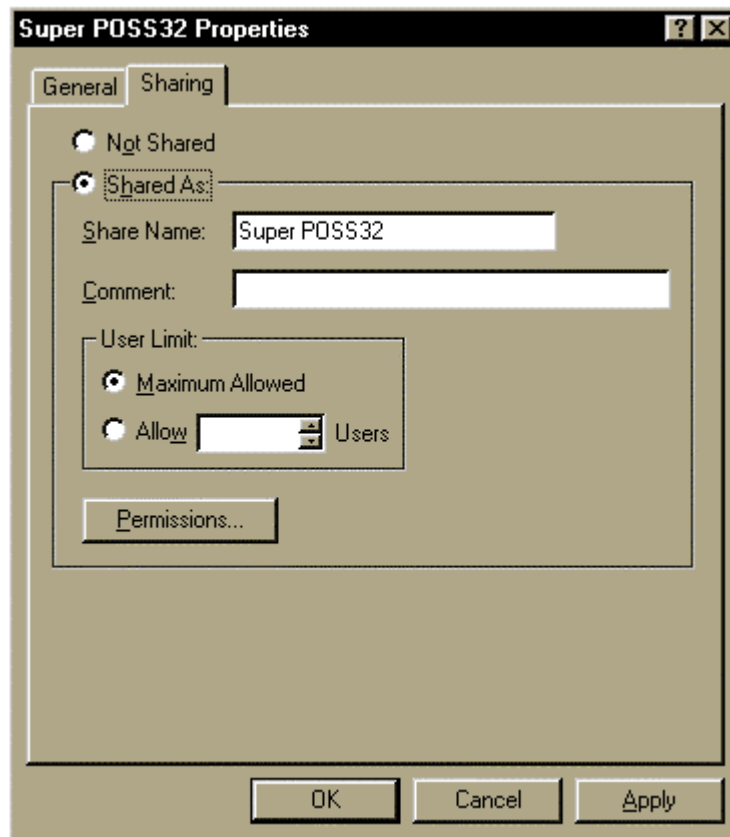 Super POSS32 Properties
General Sharing
Not Shared
Shared As:
Share Name: Super POSS32
Comment:
User Limit:
Maximum Allowed
Allow Users
Permissions...
OK Cancel Apply